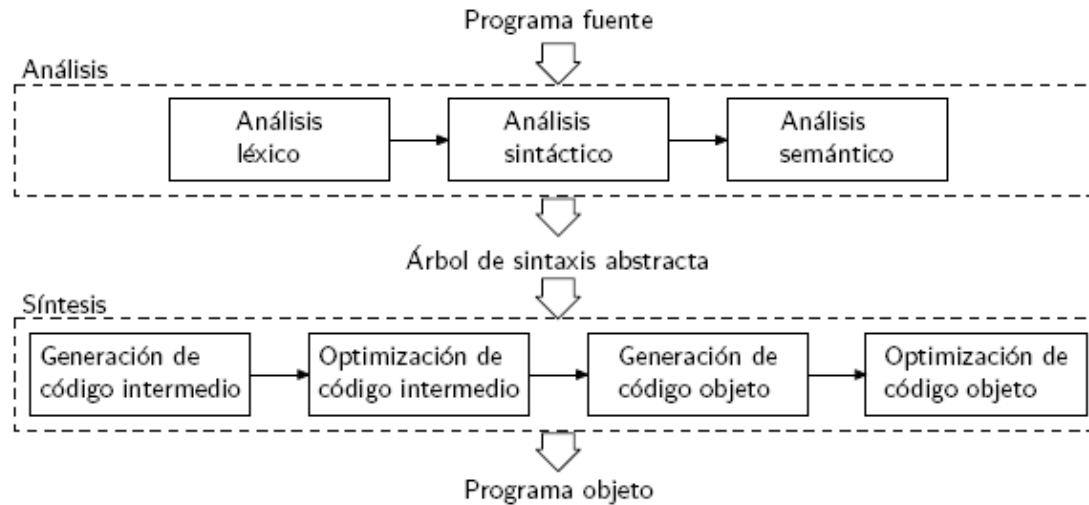 Programa fuente
Análisis
Análisis
léxico
Análisis
sintáctico
Análisis
semántico
Árbol de sintaxis abstracta
Síntesis
Generación de
código intermedio
Optimización de
código intermedio
Generación de
código objeto
Optimización de
código objeto
Programa objeto